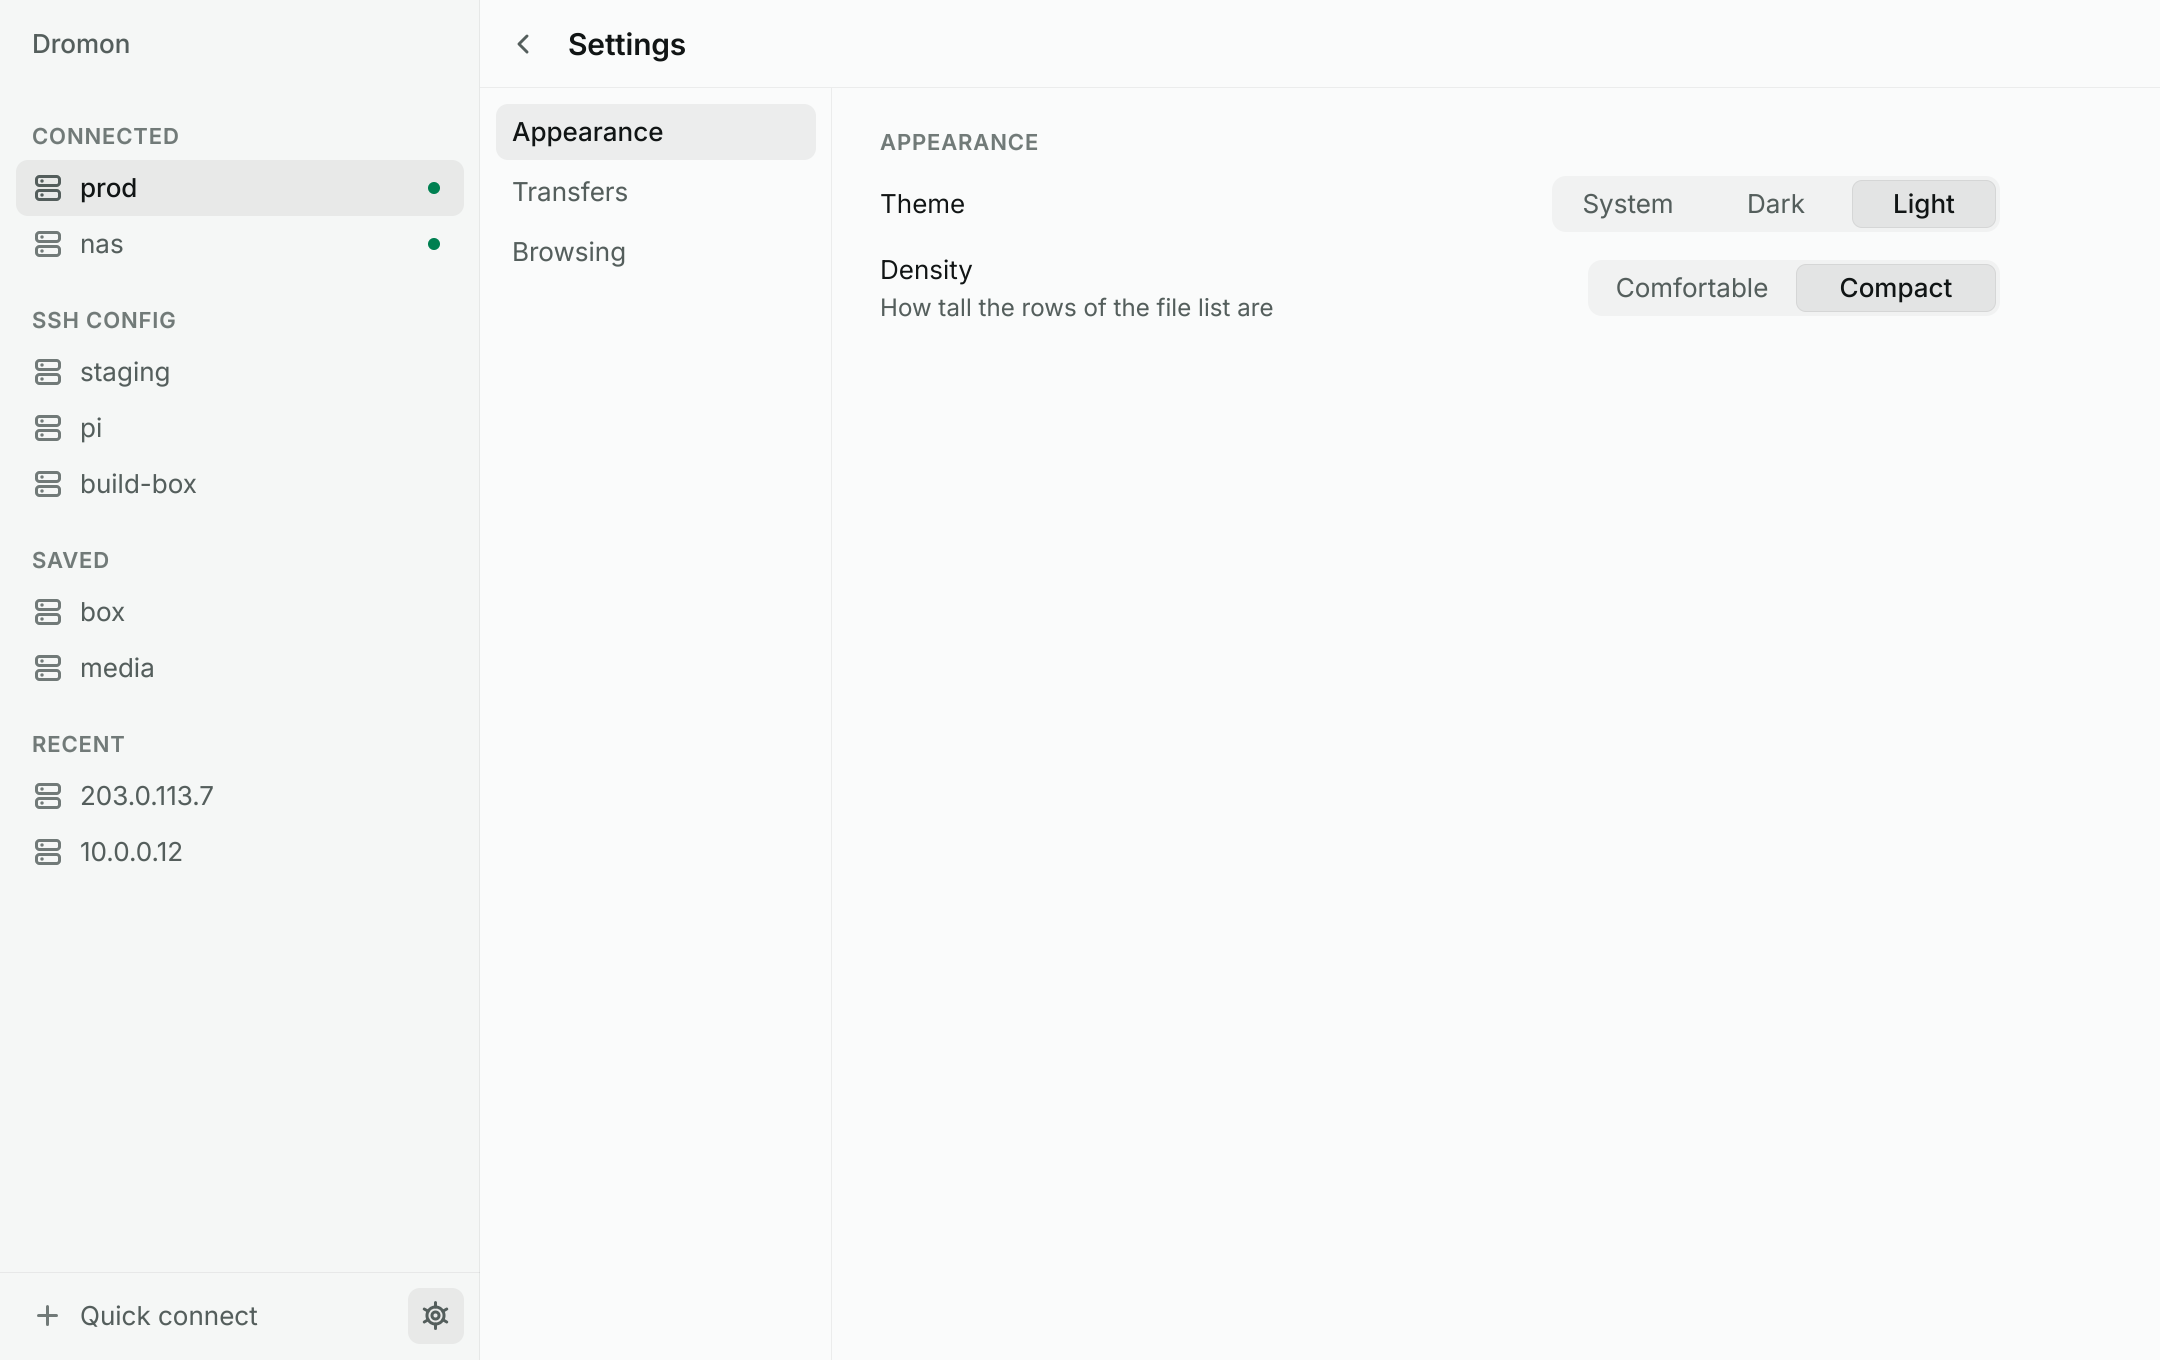 Dromon
CONNECTED
prod
nas
SSH CONFIG
staging
pi
build-box
SAVED
box
media
RECENT
203.0.113.7
10.0.0.12
Quick connect
Settings
Appearance
Transfers
Browsing
APPEARANCE
Theme
System Dark Light
Density
How tall the rows of the file list are
Comfortable Compact